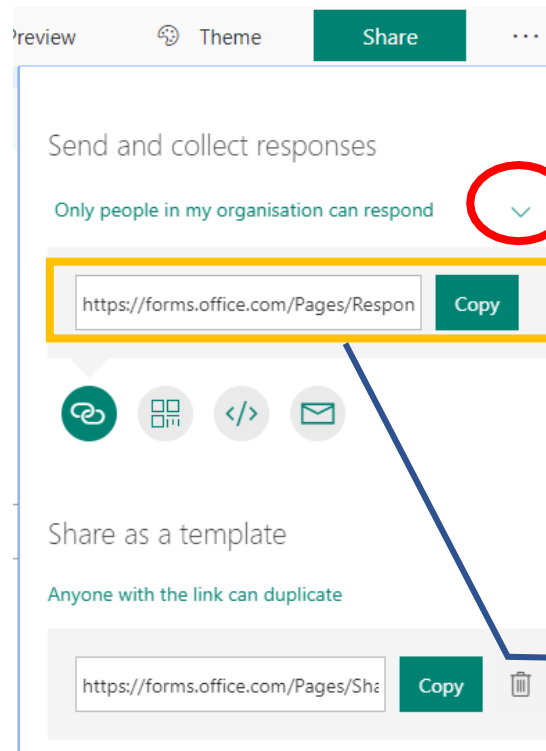 Preview Theme Share ...
Send and collect responses
Only people in my organisation can respond
https://forms.office.com/Pages/Respon Copy
</>
Share as a template
Anyone with the link can duplicate
https://forms.office.com/Pages/Sha Copy